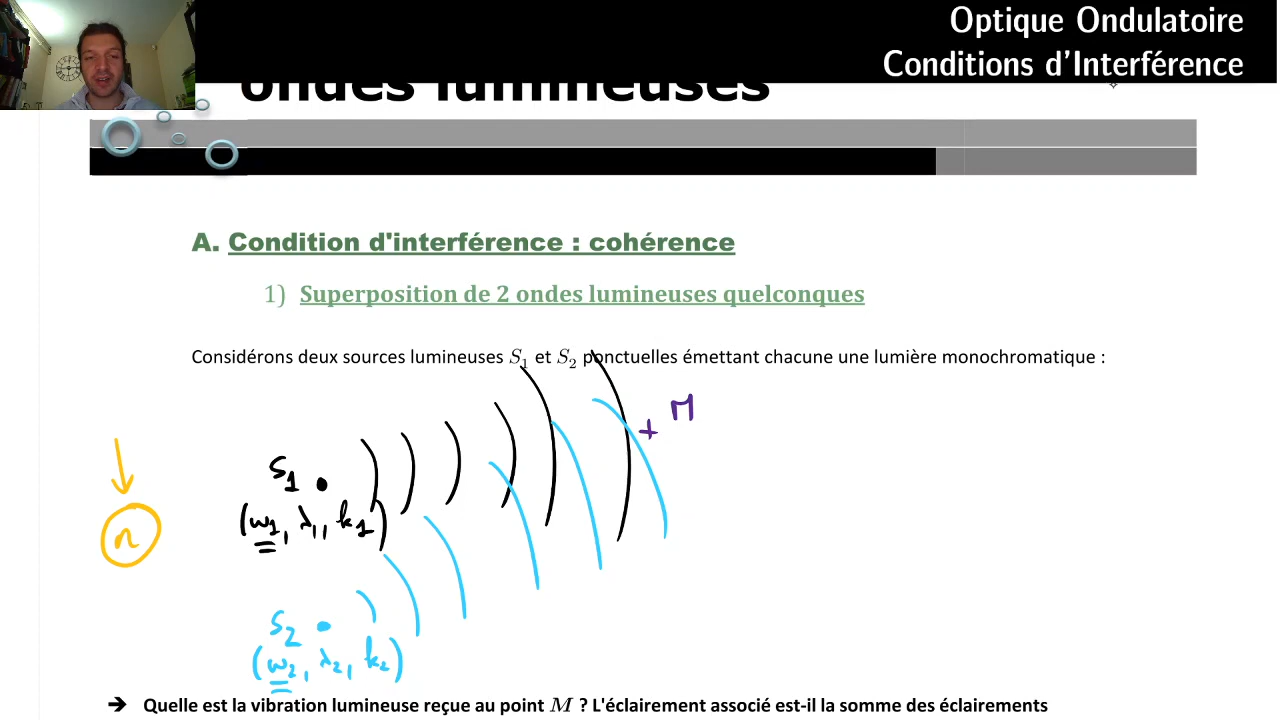 Optique Ondulatoire
Conditions d'Interférence
ondes lumineuses
A. Condition d'interférence : cohérence
1) Superposition de 2 ondes lumineuses quelconques
Considérons deux sources lumineuses S₁ et S₂ ponctuelles émettant chacune une lumière monochromatique :
M
S1
(ω1, λ1, k1)
n
S2
(ω2, λ2, k2)
➔ Quelle est la vibration lumineuse reçue au point M ? L'éclairement associé est-il la somme des éclairements